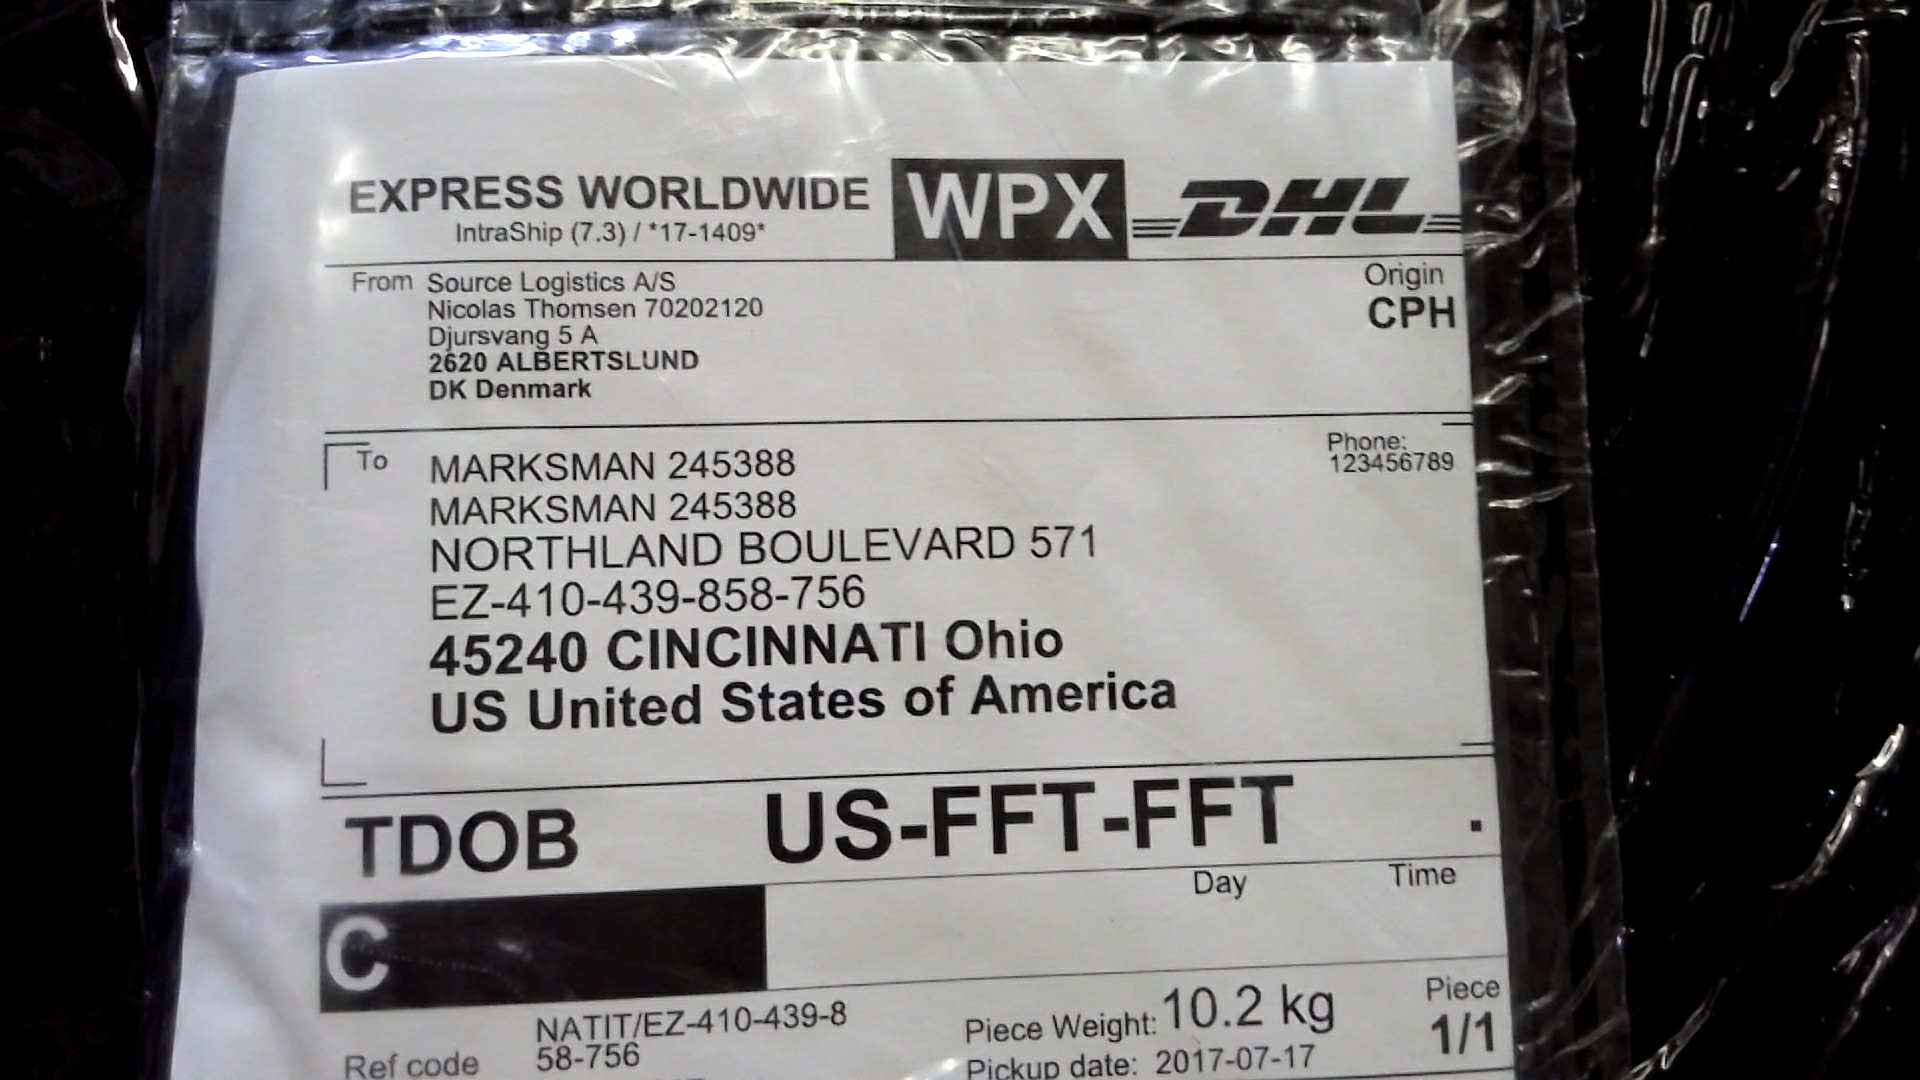 EXPRESS WORLDWIDE WPX DHL
IntraShip (7.3) / *17-1409*
From Source Logistics A/S
Nicolas Thomsen 70202120
Djursvang 5 A
2620 ALBERTSLUND
DK Denmark
Origin
CPH
To MARKSMAN 245388
MARKSMAN 245388
NORTHLAND BOULEVARD 571
EZ-410-439-858-756
45240 CINCINNATI Ohio
US United States of America
Phone:
123456789
TDOB US-FFT-FFT .
Day Time
C
Ref code NATIT/EZ-410-439-8
58-756
Piece Weight: 10.2 kg
Pickup date: 2017-07-17
Piece
1/1